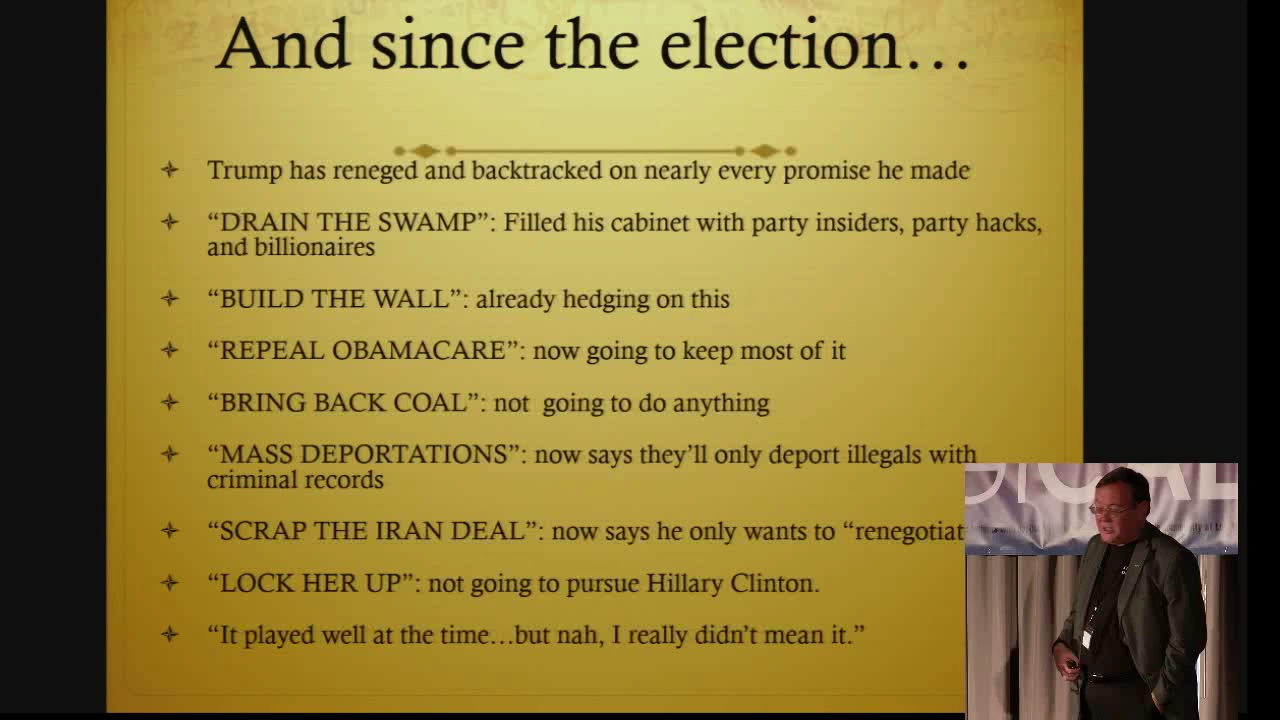 And since the election…
Trump has reneged and backtracked on nearly every promise he made
“DRAIN THE SWAMP”: Filled his cabinet with party insiders, party hacks,
and billionaires
“BUILD THE WALL”: already hedging on this
“REPEAL OBAMACARE”: now going to keep most of it
“BRING BACK COAL”: not  going to do anything
“MASS DEPORTATIONS”: now says they’ll only deport illegals with
criminal records
“SCRAP THE IRAN DEAL”: now says he only wants to “renegotiat
“LOCK HER UP”: not going to pursue Hillary Clinton.
“It played well at the time…but nah, I really didn’t mean it.”